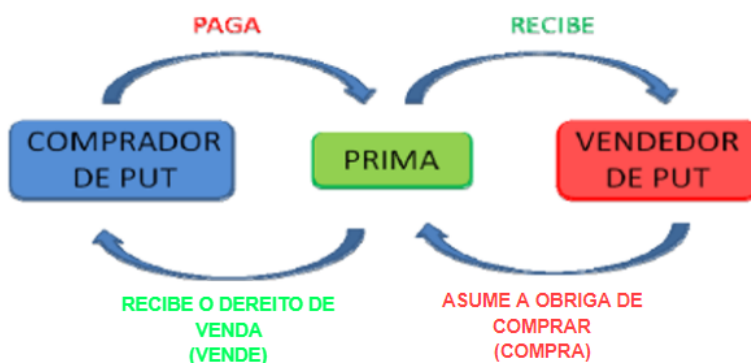 PAGA
RECIBE
COMPRADOR
DE PUT
PRIMA
VENDEDOR
DE PUT
RECIBE O DEREITO DE
VENDA
(VENDE)
ASUME A OBRIGA DE
COMPRAR
(COMPRA)